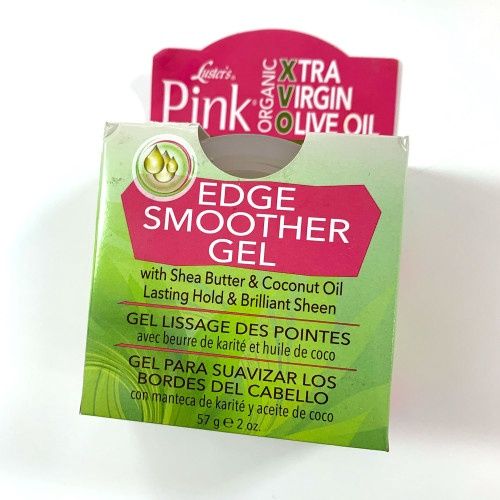 Luster's®
Pink®
ORGANIC
XTRA
VIRGIN
OLIVE OIL
EDGE
SMOOTHER
GEL
with Shea Butter & Coconut Oil
Lasting Hold & Brilliant Sheen
GEL LISSAGE DES POINTES
avec beurre de karité et huile de coco
GEL PARA SUAVIZAR LOS
BORDES DEL CABELLO
con manteca de karité y aceite de coco
57 g ℮ 2 oz.